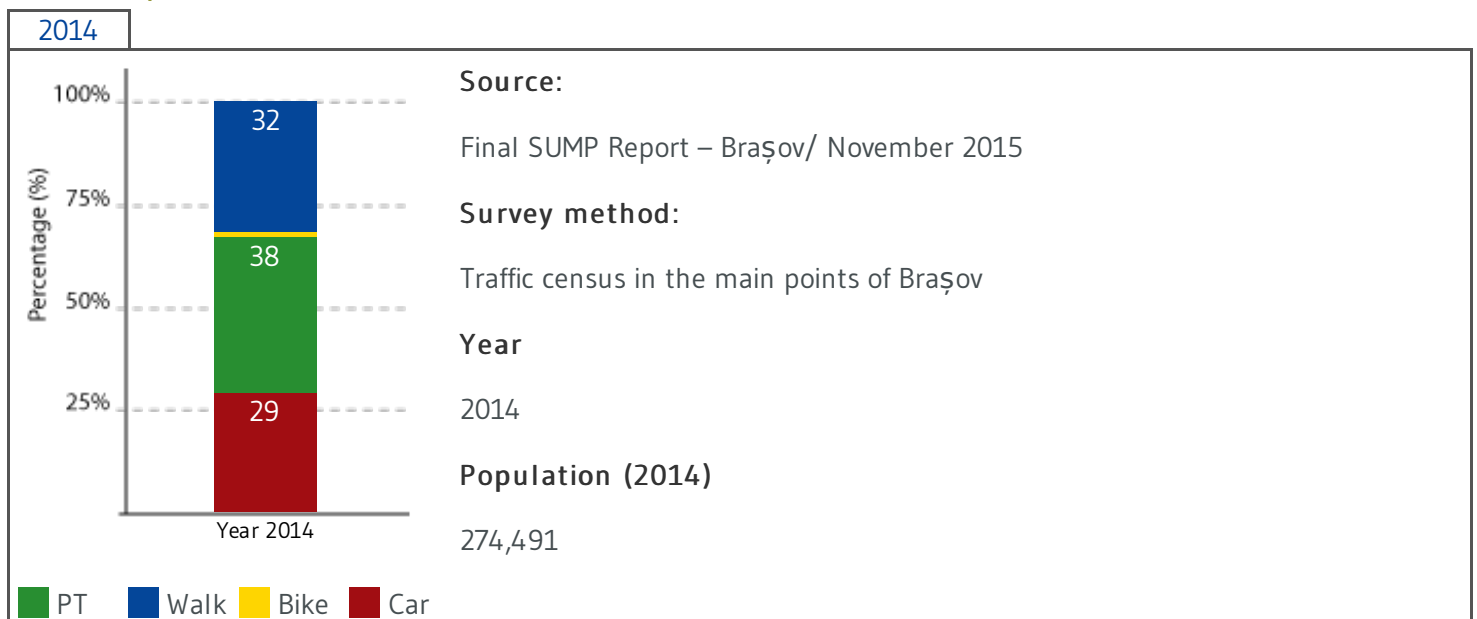 2014
100%
75%
50%
25%
Percentage (%)
32
38
29
Year 2014
PT Walk Bike Car
Source:
Final SUMP Report – Brașov/ November 2015
Survey method:
Traffic census in the main points of Brașov
Year
2014
Population (2014)
274,491